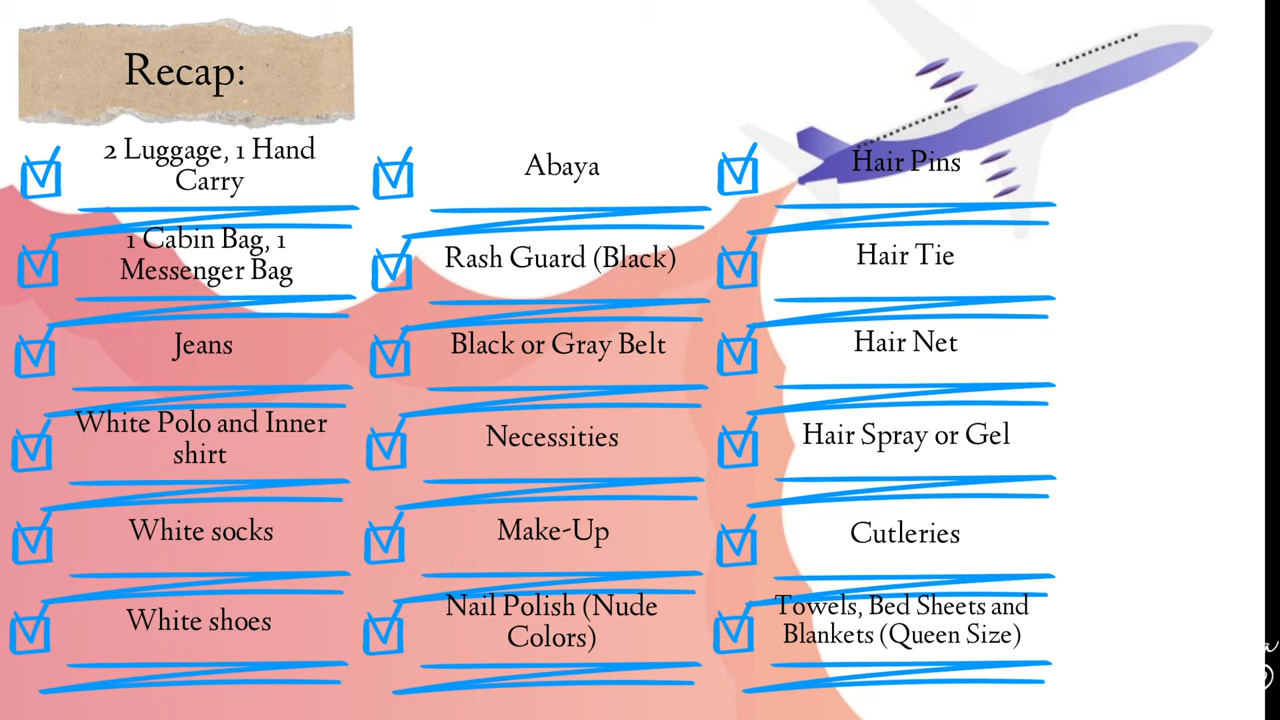 Recap:
2 Luggage, 1 Hand
Carry
1 Cabin Bag, 1
Messenger Bag
Jeans
White Polo and Inner
shirt
White socks
White shoes
Abaya
Rash Guard (Black)
Black or Gray Belt
Necessities
Make-Up
Nail Polish (Nude
Colors)
Hair Pins
Hair Tie
Hair Net
Hair Spray or Gel
Cutleries
Towels, Bed Sheets and
Blankets (Queen Size)